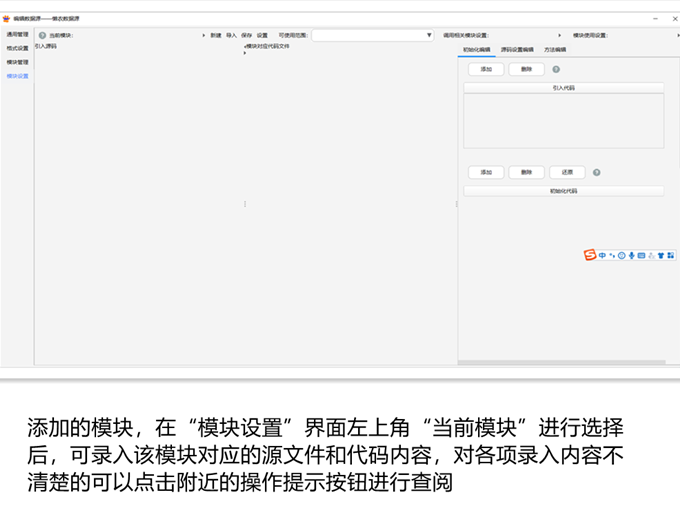 编辑数据源——懒农数据源
通用管理
格式设置
模块管理
模块设置
当前模块:
新建 导入 保存 设置 可使用范围:
调用相关模块设置:
模块使用设置:
引入源码
模块对应代码文件
初始化编辑 源码设置编辑 方法编辑
添加 删除
引入代码
添加 删除 还原
初始化代码
中
添加的模块，在“模块设置”界面左上角“当前模块”进行选择
后，可录入该模块对应的源文件和代码内容，对各项录入内容不
清楚的可以点击附近的操作提示按钮进行查阅